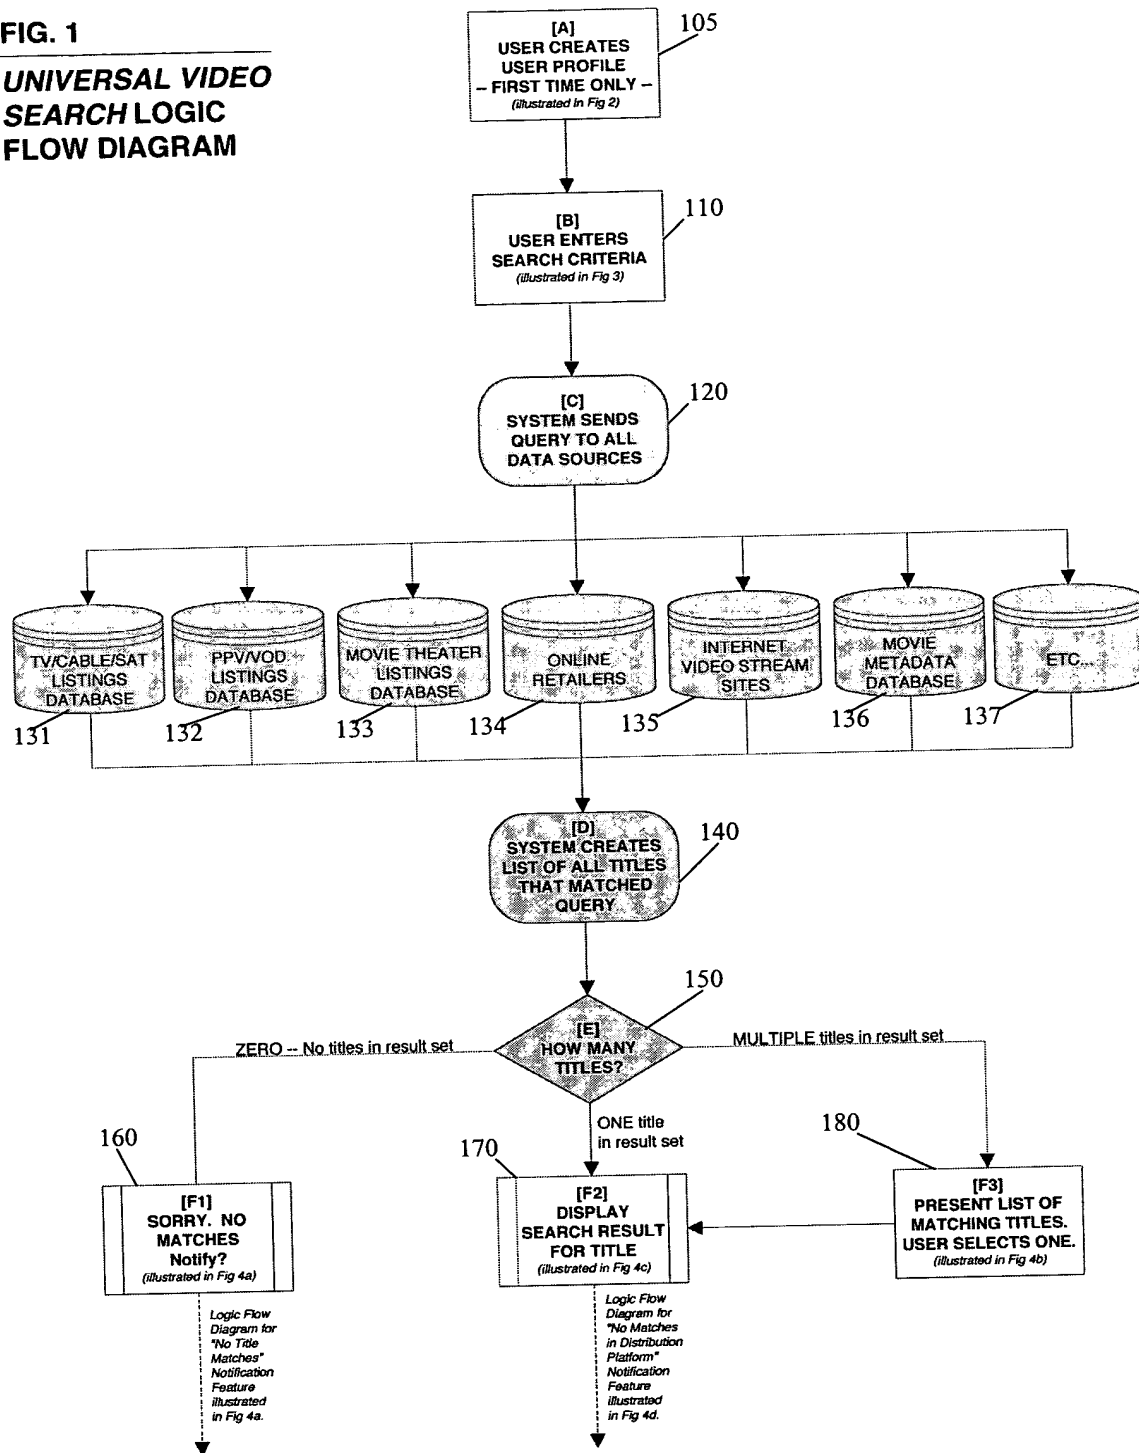 FIG. 1
UNIVERSAL VIDEO
SEARCH LOGIC
FLOW DIAGRAM
[A]
USER CREATES
USER PROFILE
-- FIRST TIME ONLY --
(illustrated in Fig 2)
105
[B]
USER ENTERS
SEARCH CRITERIA
(illustrated in Fig 3)
110
[C]
SYSTEM SENDS
QUERY TO ALL
DATA SOURCES
120
TV/CABLE/SAT
LISTINGS
DATABASE
131
PPV/VOD
LISTINGS
DATABASE
132
MOVIE THEATER
LISTINGS
DATABASE
133
ONLINE
RETAILERS
134
INTERNET
VIDEO STREAM
SITES
135
MOVIE
METADATA
DATABASE
136
ETC...
137
[D]
SYSTEM CREATES
LIST OF ALL TITLES
THAT MATCHED
QUERY
140
[E]
HOW MANY
TITLES?
150
ZERO -- No titles in result set
MULTIPLE titles in result set
ONE title
in result set
160
[F1]
SORRY. NO
MATCHES
Notify?
(illustrated in Fig 4a)
170
[F2]
DISPLAY
SEARCH RESULT
FOR TITLE
(illustrated in Fig 4c)
180
[F3]
PRESENT LIST OF
MATCHING TITLES.
USER SELECTS ONE.
(illustrated in Fig 4b)
Logic Flow
Diagram for
"No Title
Matches"
Notification
Feature
illustrated
in Fig 4a.
Logic Flow
Diagram for
"No Matches
in Distribution
Platform"
Notification
Feature
illustrated
in Fig 4d.